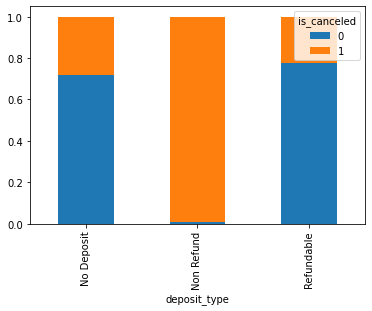 is_canceled
0
1
1.0
0.8
0.6
0.4
0.2
0.0
No Deposit
Non Refund
Refundable
deposit_type